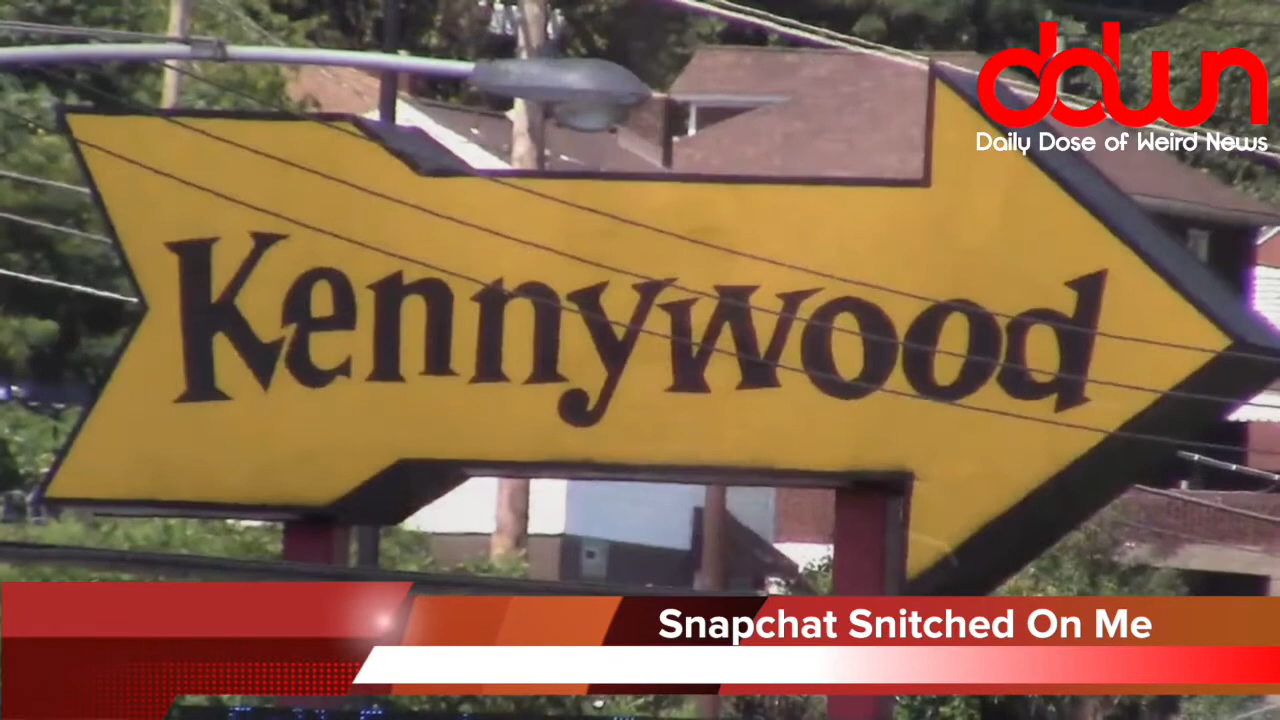 ddwn
Daily Dose of Weird News
Kennywood
Snapchat Snitched On Me